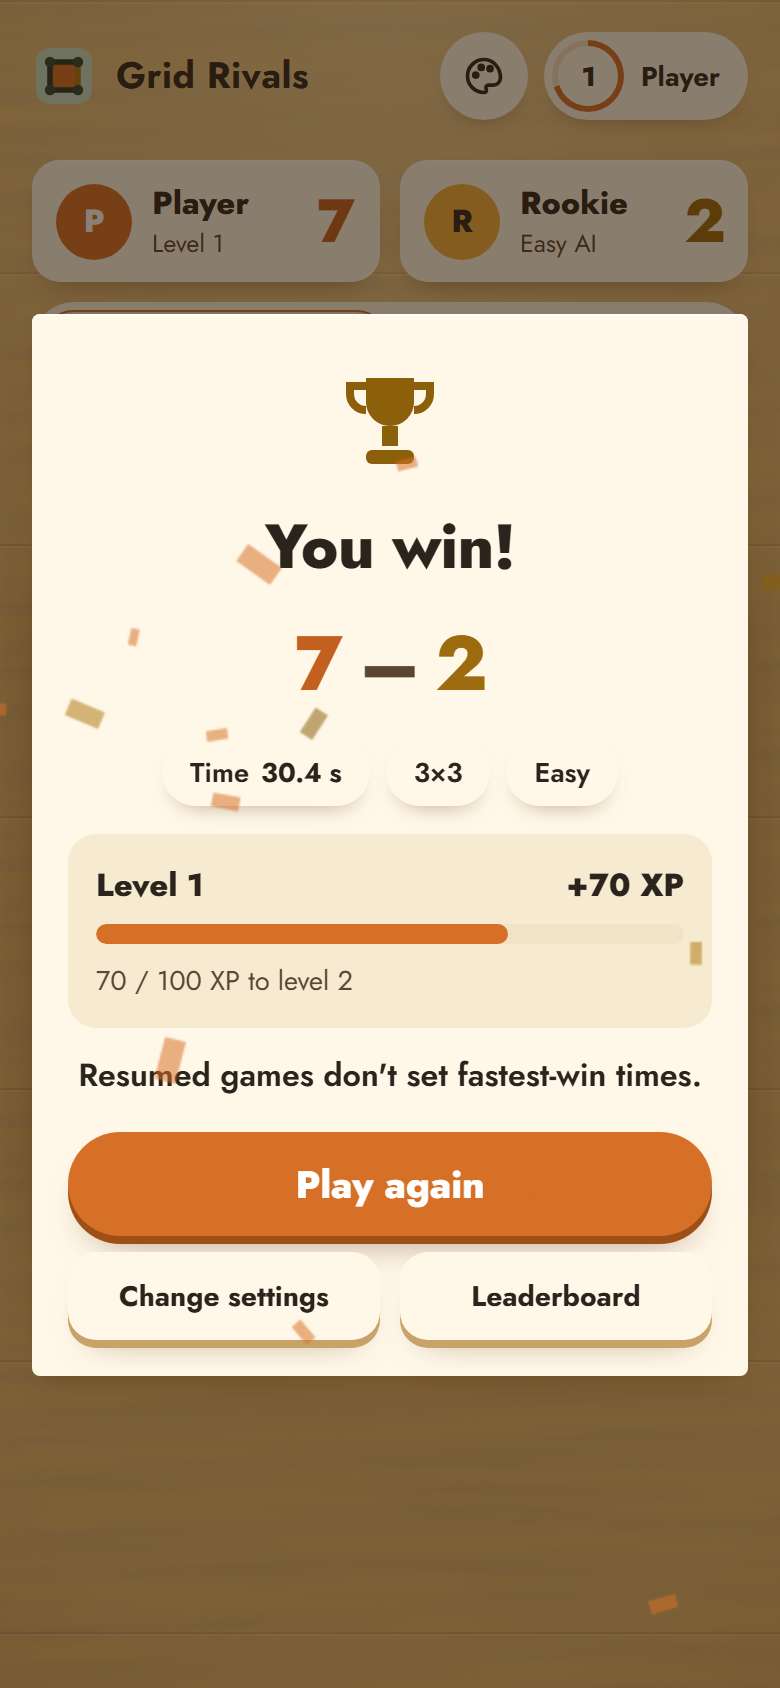 Grid Rivals
1 Player
P Player 7
Level 1
R Rookie 2
Easy AI
You win!
7 – 2
Time 30.4 s 3×3 Easy
Level 1 +70 XP
70 / 100 XP to level 2
Resumed games don't set fastest-win times.
Play again
Change settings Leaderboard